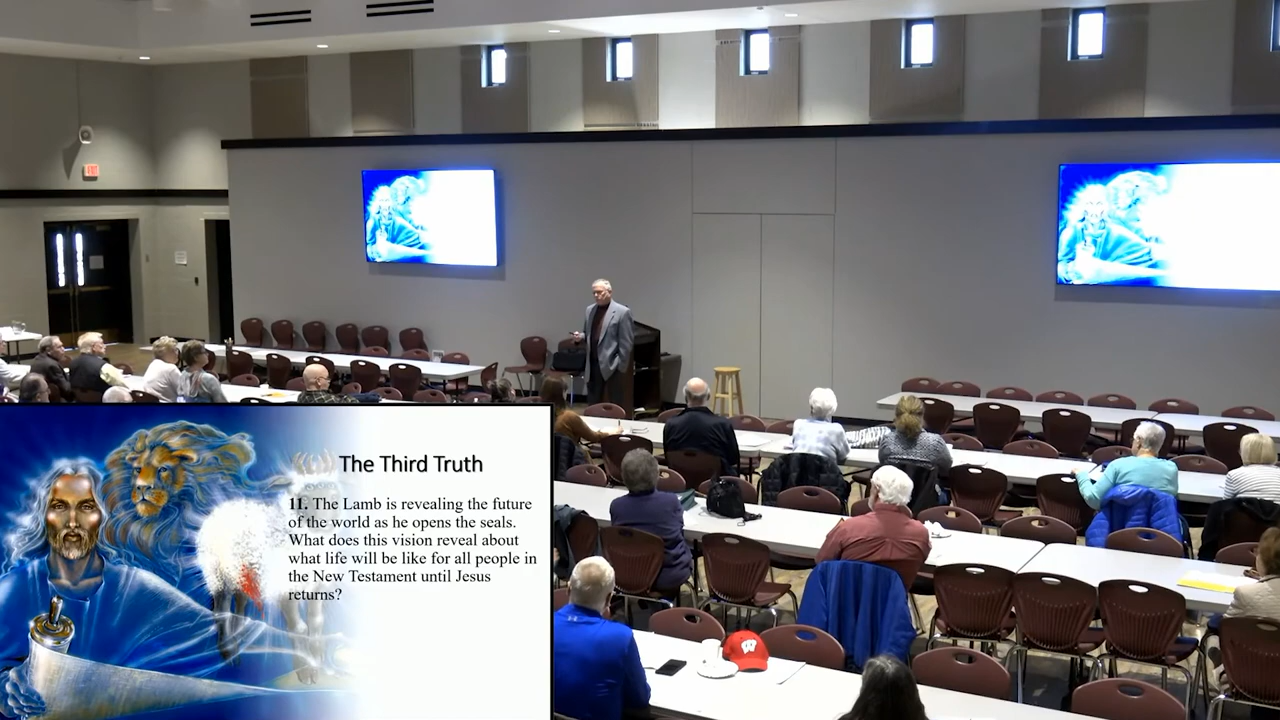 EXIT
The Third Truth
11. The Lamb is revealing the future
of the world as he opens the seals.
What does this vision reveal about
what life will be like for all people in
the New Testament until Jesus
returns?
W